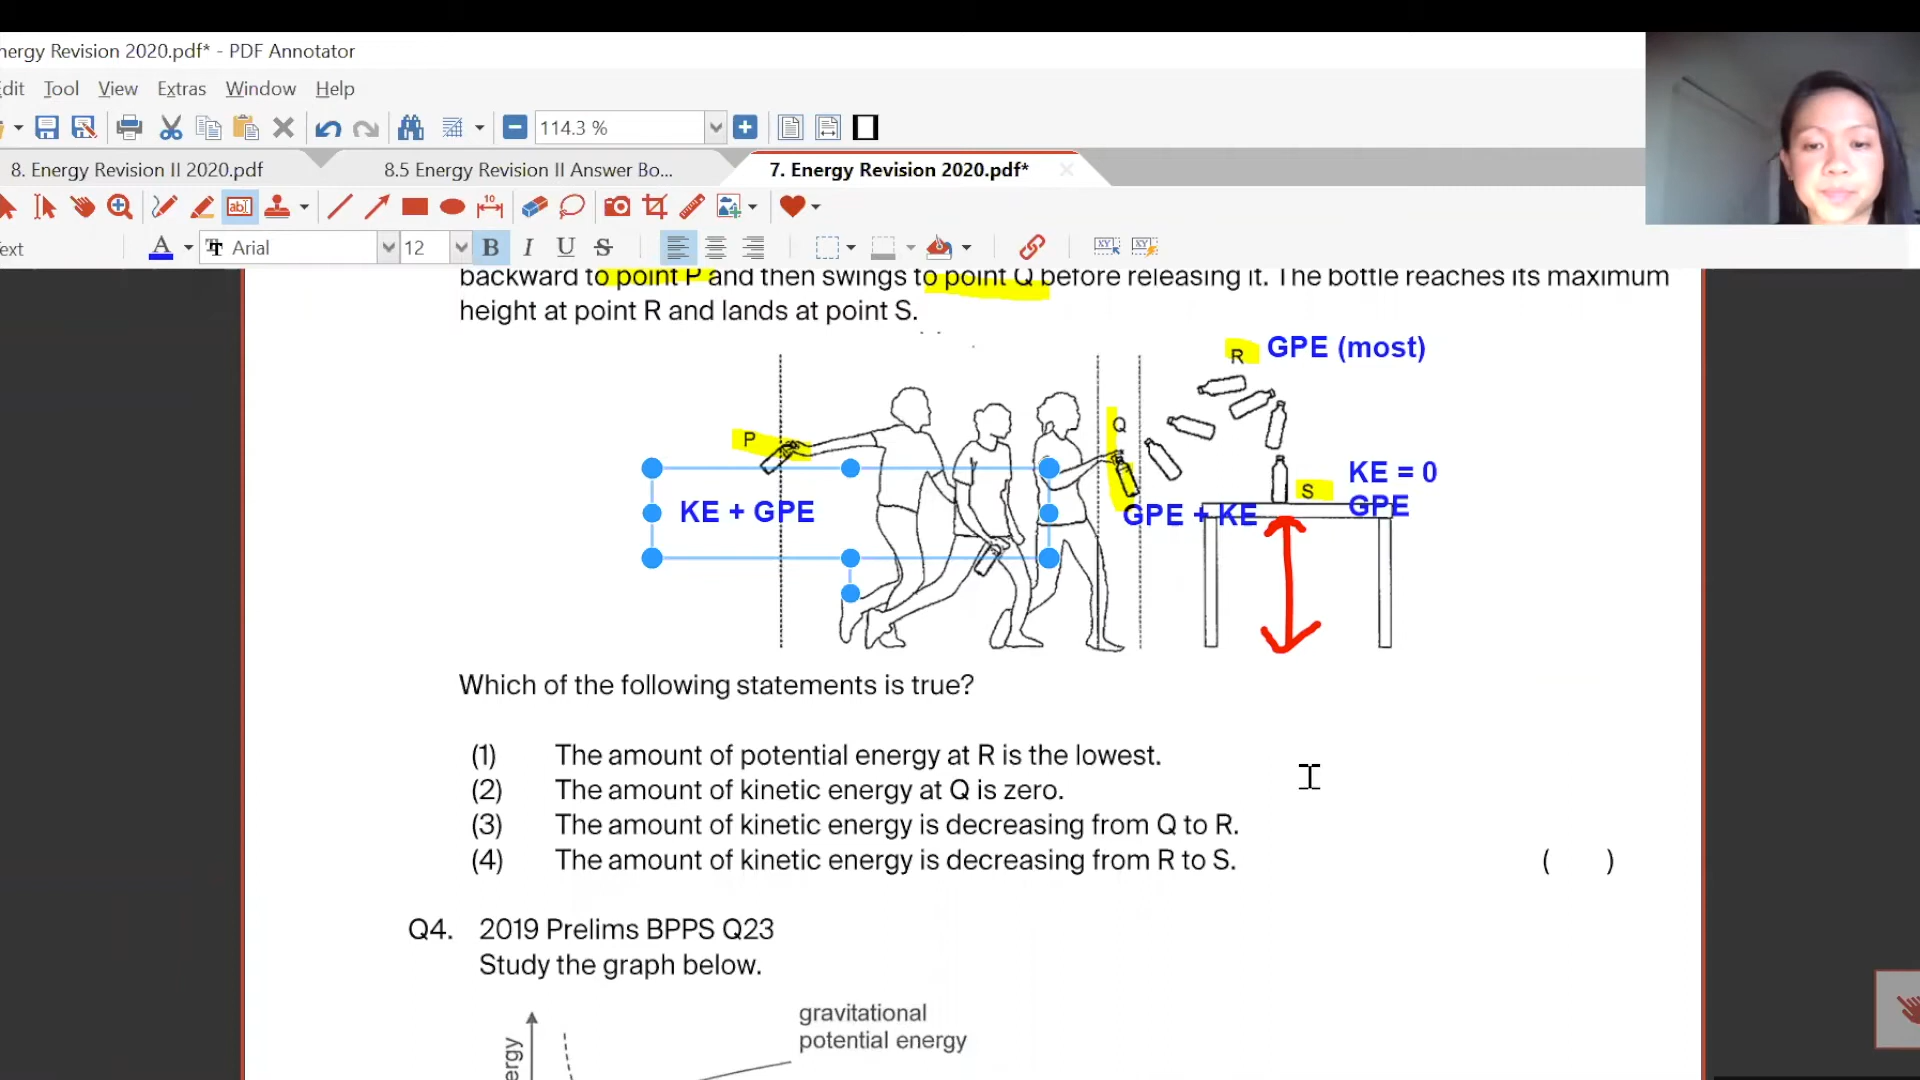 nergy Revision 2020.pdf* - PDF Annotator
dit Tool View Extras Window Help
114.3 %
8. Energy Revision II 2020.pdf
8.5 Energy Revision II Answer Bo...
7. Energy Revision 2020.pdf*
ab
10
ext
A
Arial
12
B I U S
XY XY
backward to point P and then swings to point Q before releasing it. The bottle reaches its maximum
height at point R and lands at point S.
R GPE (most)
P
Q
KE = 0
S
GPE
KE + GPE
GPE + KE
Which of the following statements is true?
(1) The amount of potential energy at R is the lowest.
(2) The amount of kinetic energy at Q is zero.
(3) The amount of kinetic energy is decreasing from Q to R.
(4) The amount of kinetic energy is decreasing from R to S. ( )
Q4. 2019 Prelims BPPS Q23
Study the graph below.
gravitational
potential energy
ergy